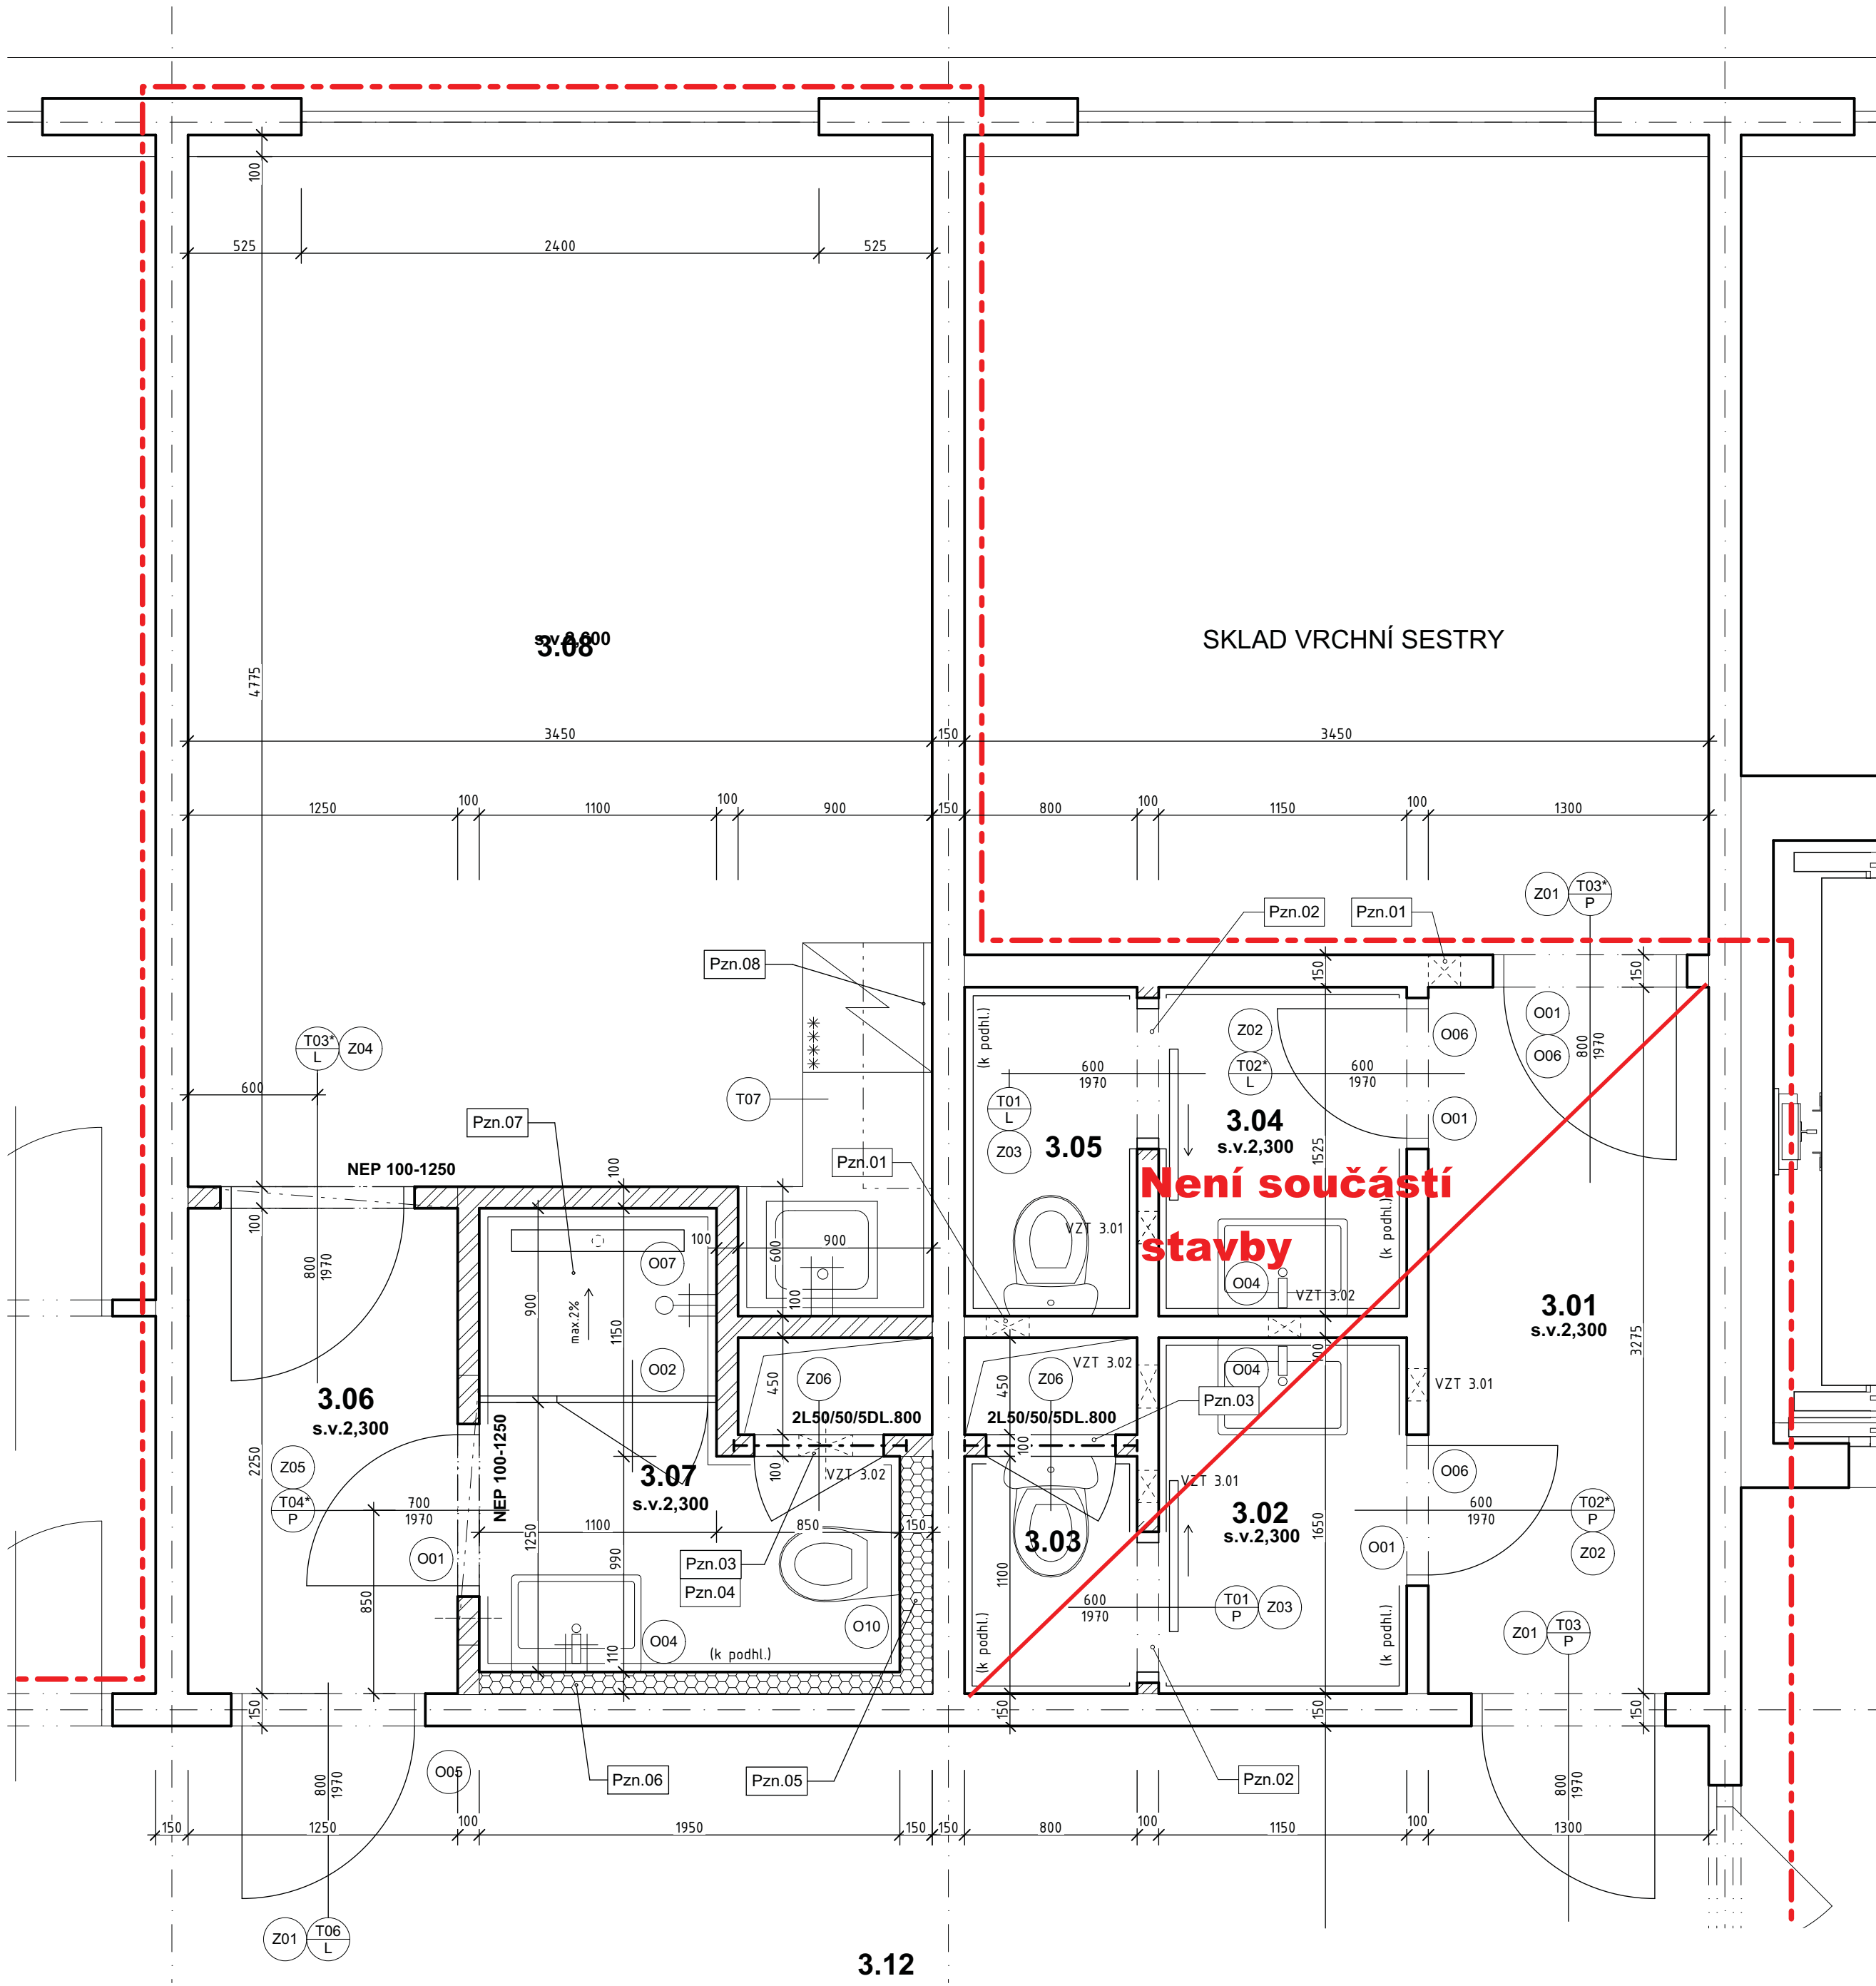 100
525
2400
525
s.v.2,600
3.08
SKLAD VRCHNÍ SESTRY
4775
3450
150
3450
1250
100
1100
100
900
150
800
100
1150
100
1300
Z01
T03*
P
Pzn.02
Pzn.01
Pzn.08
150
150
(k podhl.)
Z02
T02*
L
O06
O01
O06
800
1970
T03*
L
Z04
600
600
1970
600
1970
T07
T01
L
Z03
3.05
3.04
s.v.2,300
O01
Pzn.07
Pzn.01
1525
NEP 100-1250
100
Není součástí
stavby
100
VZT 3.01
(k podhl.)
800
1970
100
900
O07
600
O04
VZT 3.02
900
max.2%
1150
100
3.01
s.v.2,300
3275
O02
100
3.06
s.v.2,300
450
Z06
450
Z06
VZT 3.02
O04
VZT 3.01
Pzn.03
2L50/50/5DL.800
2L50/50/5DL.800
NEP 100-1250
100
100
2250
Z05
T04*
P
700
1970
3.07
s.v.2,300
VZT 3.02
VZT 3.01
O06
600
1970
T02*
P
Z02
1100
850
150
3.03
3.02
s.v.2,300
1650
O01
O01
1250
990
Pzn.03
Pzn.04
1100
850
600
1970
T01
P
Z03
O04
O10
110
(k podhl.)
(k podhl.)
(k podhl.)
Z01
T03
P
150
150
150
150
O05
800
1970
Pzn.06
Pzn.05
Pzn.02
800
1970
150
1250
100
1950
150
150
800
100
1150
100
1300
Z01
T06
L
3.12